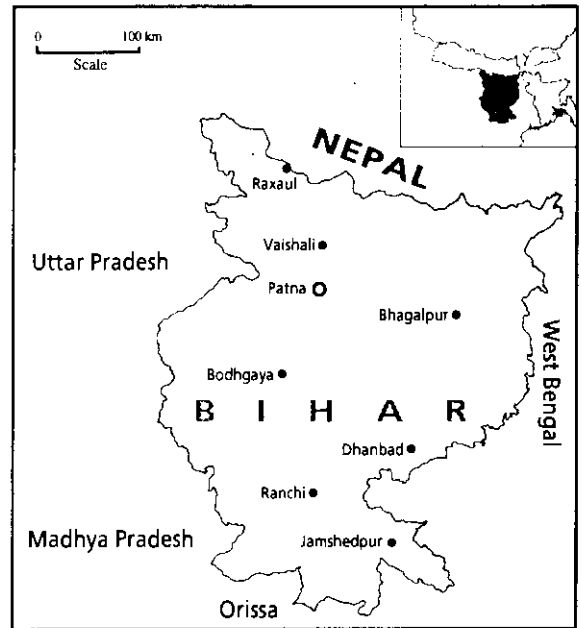 0 100 km
Scale
NEPAL
Raxaul
Vaishali
Uttar Pradesh
Patna
Bhagalpur
West Bengal
Bodhgaya
BIHAR
Dhanbad
Ranchi
Madhya Pradesh
Jamshedpur
Orissa